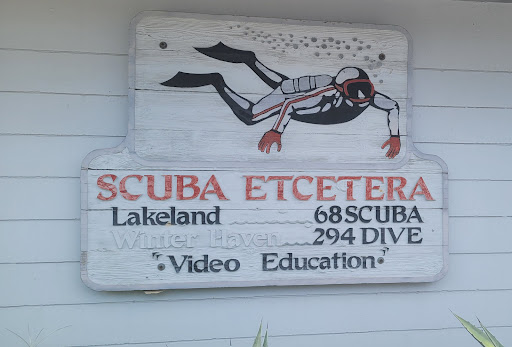 SCUBA ETCETERA
Lakeland 68SCUBA
Winter Haven 294 DIVE
"Video Education"